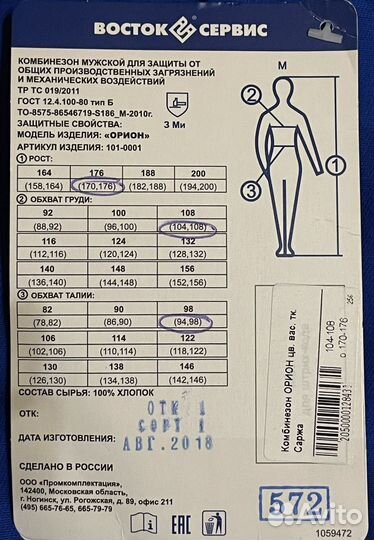 ВОСТОК СЕРВИС
КОМБИНЕЗОН МУЖСКОЙ ДЛЯ ЗАЩИТЫ ОТ
ОБЩИХ ПРОИЗВОДСТВЕННЫХ ЗАГРЯЗНЕНИЙ
И МЕХАНИЧЕСКИХ ВОЗДЕЙСТВИЙ
ТР ТС 019/2011
ГОСТ 12.4.100-80 тип Б
ТО-8575-86546719-S186_М-2010г.
ЗАЩИТНЫЕ СВОЙСТВА: З Ми
МОДЕЛЬ ИЗДЕЛИЯ: «ОРИОН»
АРТИКУЛ ИЗДЕЛИЯ: 101-0001
М
1
2
3
1 РОСТ:
164 176 188 200
(158,164) (170,176) (182,188) (194,200)
2 ОБХВАТ ГРУДИ:
92 100 108
(88,92) (96,100) (104,108)
116 124 132
(112,116) (120,124) (128,132)
140 148 156
(136,140) (144,148) (152,156)
3 ОБХВАТ ТАЛИИ:
82 90 98
(78,82) (86,90) (94,98)
106 114 122
(102,106) (110,114) (118,122)
130 138 146
(126,130) (134,138) (142,146)
СОСТАВ СЫРЬЯ: 100% ХЛОПОК
ОТК: ОТК 1
СОРТ 1
ДАТА ИЗГОТОВЛЕНИЯ: АВГ. 2018
СДЕЛАНО В РОССИИ
ООО «Промкомплектация»,
142400, Московская область,
г. Ногинск, ул. Рогожская, д. 89, офис 211
(495) 665-76-65, 665-79-79
EAC
572
1059472
Комбинезон ОРИОН цв. вас. тк.
Саржа
104-108
о 170-176
2050000128431
256
Avito